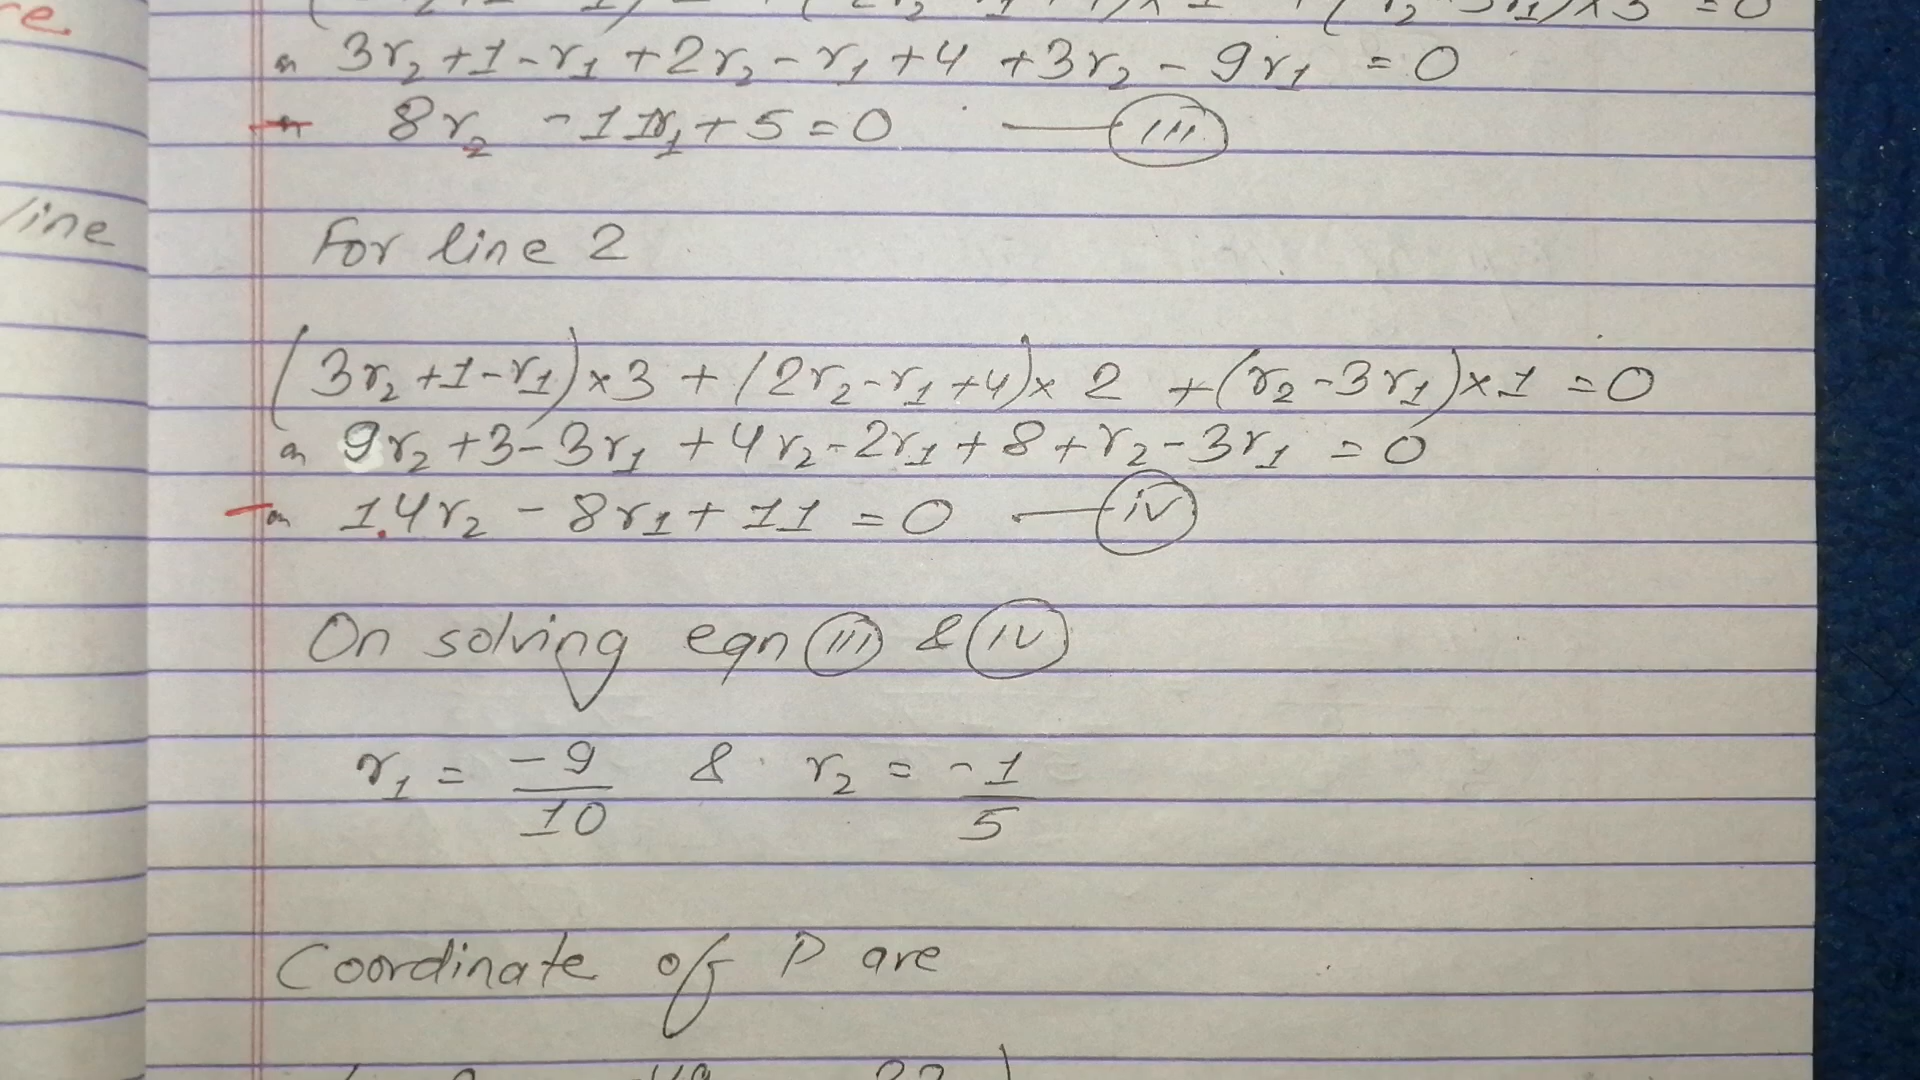 re
3r₂+1-r₁+2r₂-r₁+4+3r₂-9r₁ =0
8r₂ -11r₁+5=0 (iii)
line
For line 2
(3r₂+1-r₁)×3+(2r₂-r₁+4)×2+(r₂-3r₁)×1=0
9r₂+3-3r₁+4r₂-2r₁+8+r₂-3r₁=0
14r₂-8r₁+11=0 (iv)
On solving eqn (iii) & (iv)
r₁ = -9/10 & r₂ = -1/5
Coordinate of P are